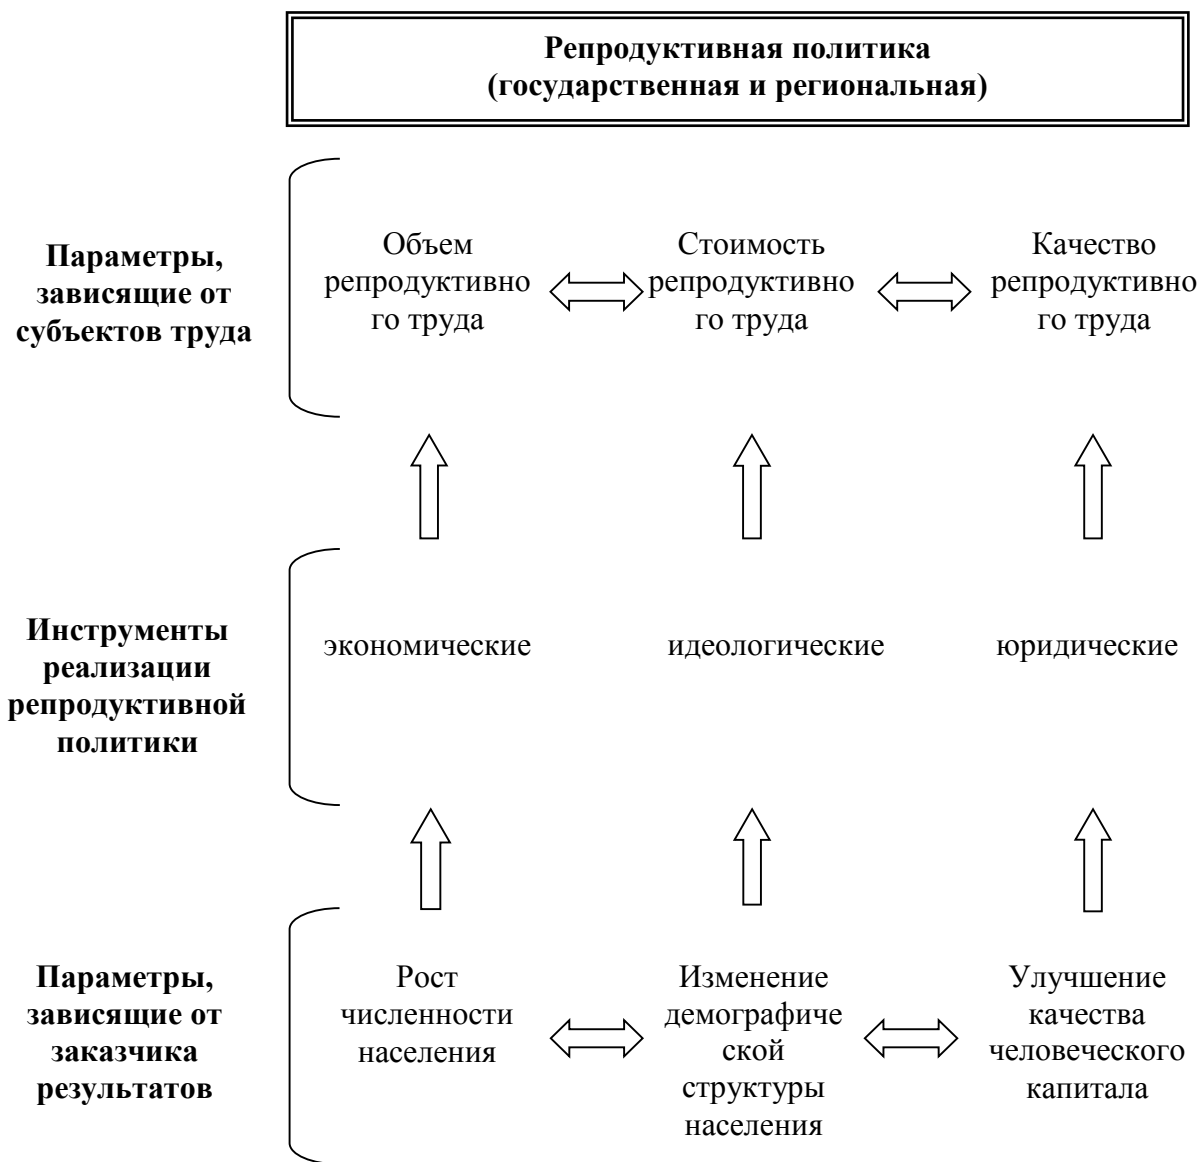 Репродуктивная политика
(государственная и региональная)
Параметры,
зависящие от
субъектов труда
Объем
репродуктивно
го труда
Стоимость
репродуктивно
го труда
Качество
репродуктивно
го труда
Инструменты
реализации
репродуктивной
политики
экономические
идеологические
юридические
Параметры,
зависящие от
заказчика
результатов
Рост
численности
населения
Изменение
демографиче
ской
структуры
населения
Улучшение
качества
человеческого
капитала